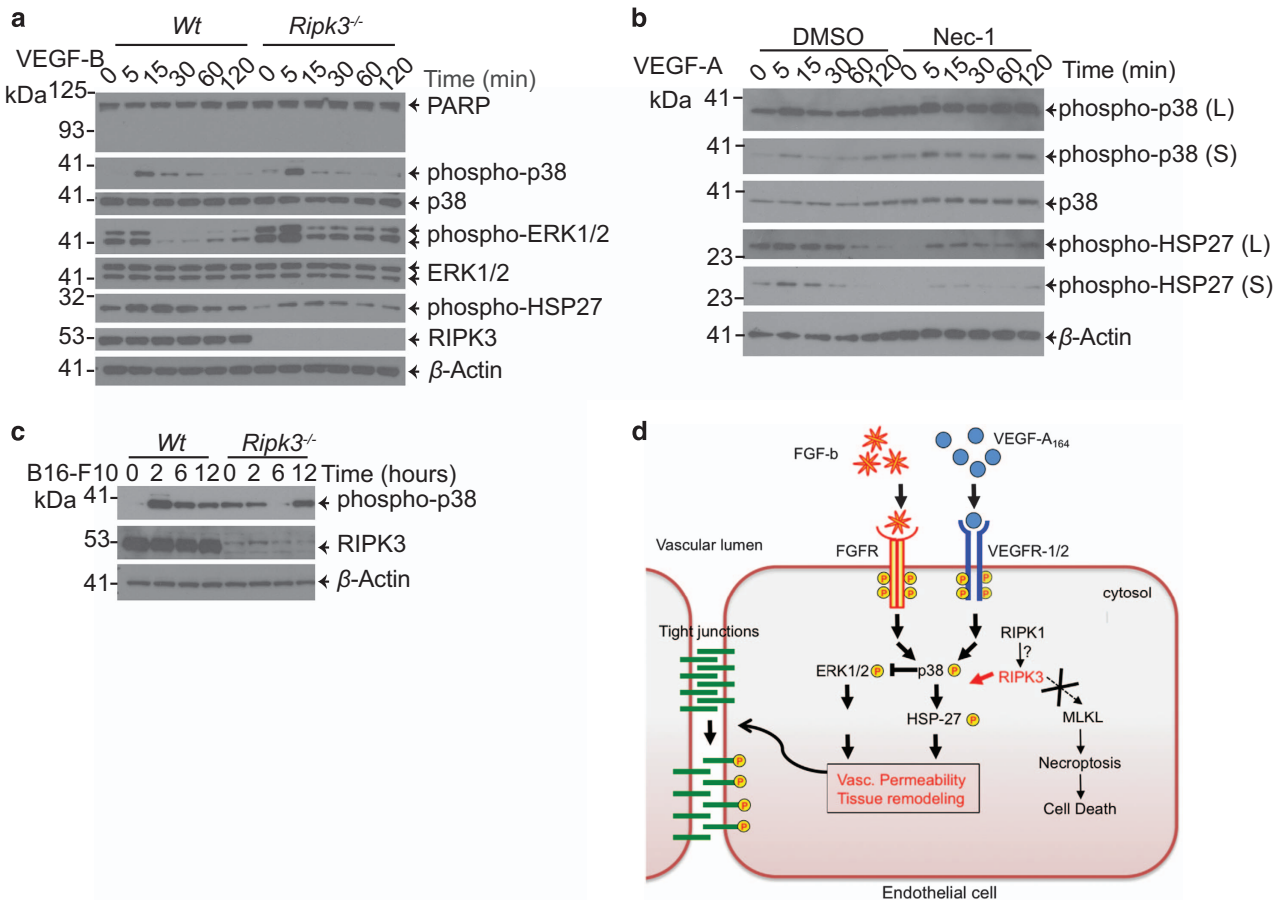 a
Wt Ripk3-/-
VEGF-B 0 5 15 30 60 120 0 5 15 30 60 120 Time (min)
kDa 125 PARP
93
41 phospho-p38
41 p38
41 phospho-ERK1/2
41 ERK1/2
32 phospho-HSP27
53 RIPK3
41 β-Actin
b
DMSO Nec-1
VEGF-A 0 5 15 30 60 120 0 5 15 30 60 120 Time (min)
kDa 41 phospho-p38 (L)
41 phospho-p38 (S)
41 p38
23 phospho-HSP27 (L)
23 phospho-HSP27 (S)
41 β-Actin
c
Wt Ripk3-/-
B16-F10 0 2 6 12 0 2 6 12 Time (hours)
kDa 41 phospho-p38
53 RIPK3
41 β-Actin
d
FGF-b VEGF-A164
Vascular lumen FGFR VEGFR-1/2
P P P P P P P P
cytosol
Tight junctions RIPK1
?
ERK1/2 P p38 P RIPK3
HSP-27 P MLKL
Vasc. Permeability
Tissue remodeling
Necroptosis
Cell Death
P
P
P
P
Endothelial cell